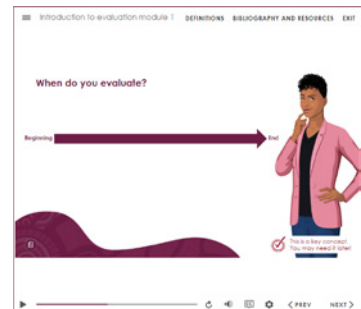 Introduction to evaluation module 1 DEFINITIONS BIBLIOGRAPHY AND RESOURCES EXIT
When do you evaluate?
Beginning End
This is a key concept.
You may need it later!
CC < PREV NEXT >